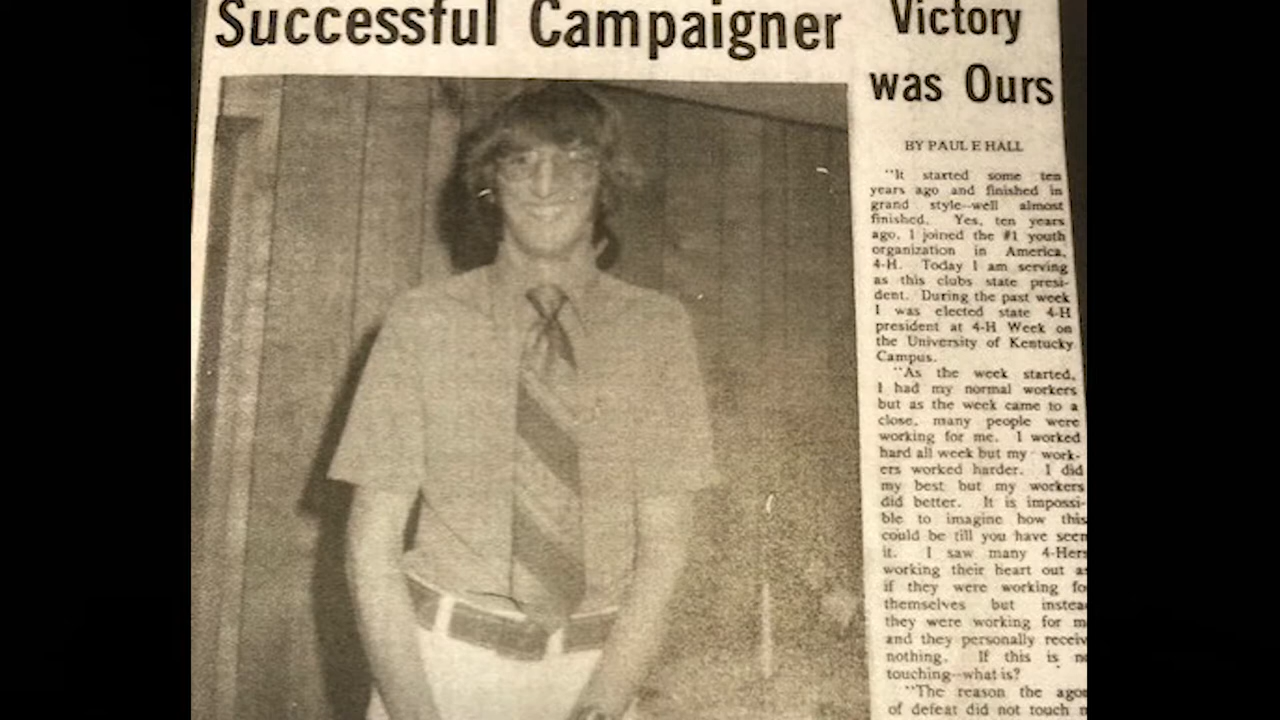 Successful Campaigner
Victory
was Ours
BY PAUL E HALL
"It started some ten
years ago and finished in
grand style--well almost
finished. Yes, ten years
ago, I joined the #1 youth
organization in America,
4-H. Today I am serving
as this clubs state presi-
dent. During the past week
I was elected state 4-H
president at 4-H Week on
the University of Kentucky
Campus.
"As the week started,
I had my normal workers
but as the week came to a
close, many people were
working for me. I worked
hard all week but my work-
ers worked harder. I did
my best but my workers
did better. It is impossi-
ble to imagine how this
could be till you have seen
it. I saw many 4-Hers
working their heart out as
if they were working fo
themselves but instea
they were working for m
and they personally receiv
nothing. If this is n
touching--what is?
"The reason the ago
of defeat did not touch m